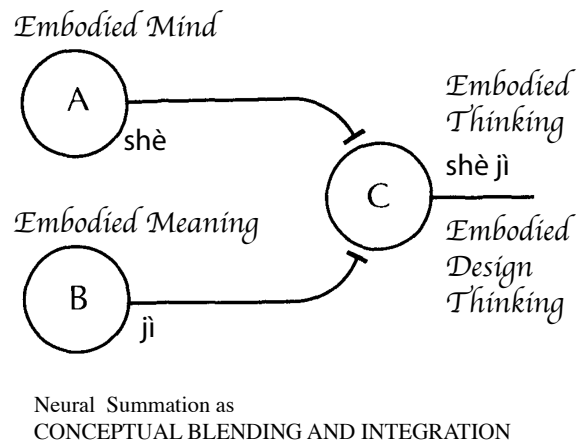 Embodied Mind
A
shè
Embodied
Thinking
shè jì
C
Embodied Meaning
Embodied
Design
Thinking
B
jì
Neural Summation as
CONCEPTUAL BLENDING AND INTEGRATION